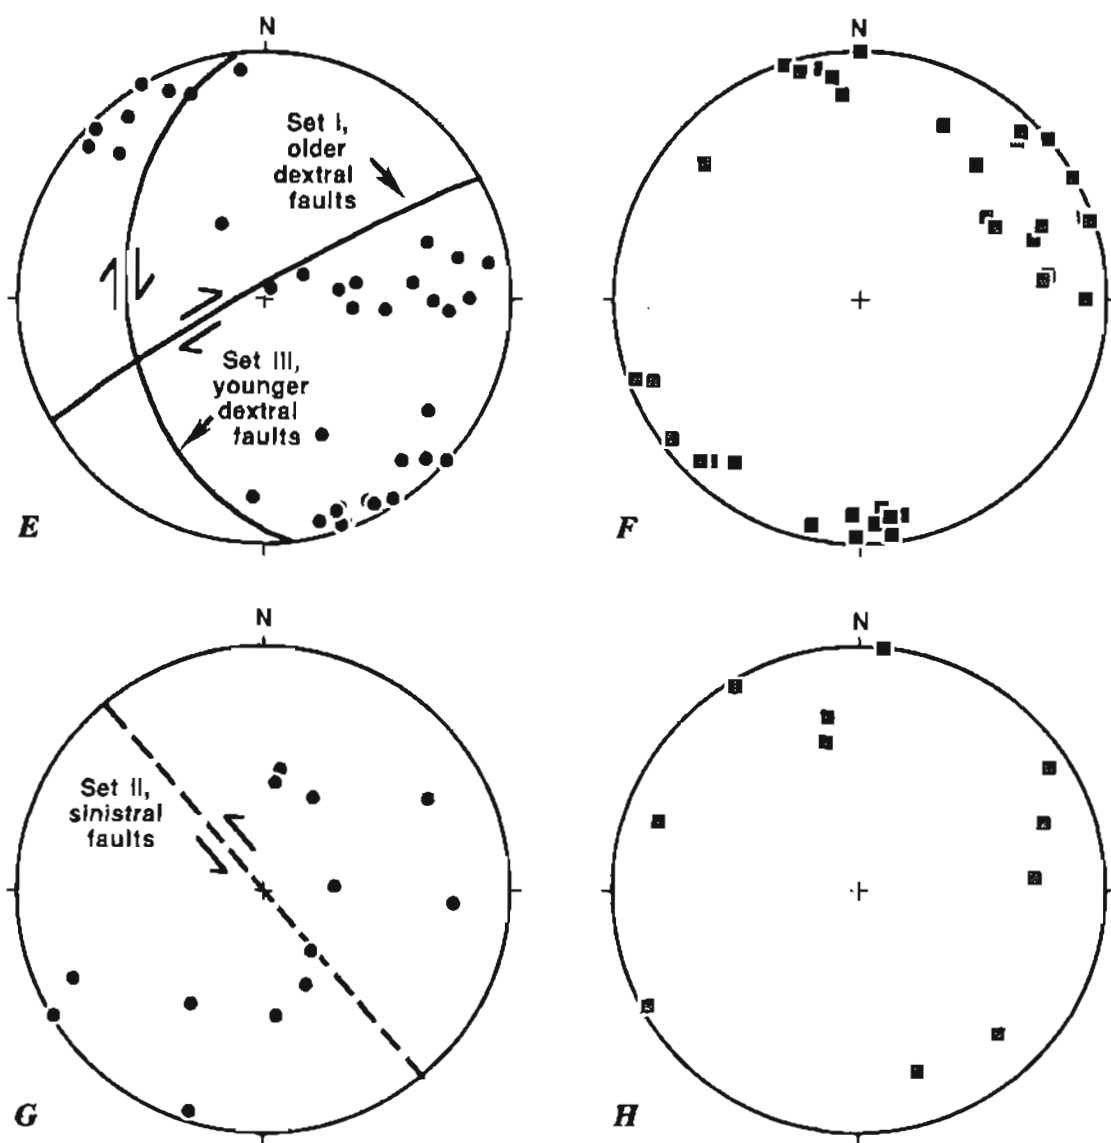 N
Set I,
older
dextral
faults
Set III,
younger
dextral
faults
E
N
F
N
Set II,
sinistral
faults
G
N
H